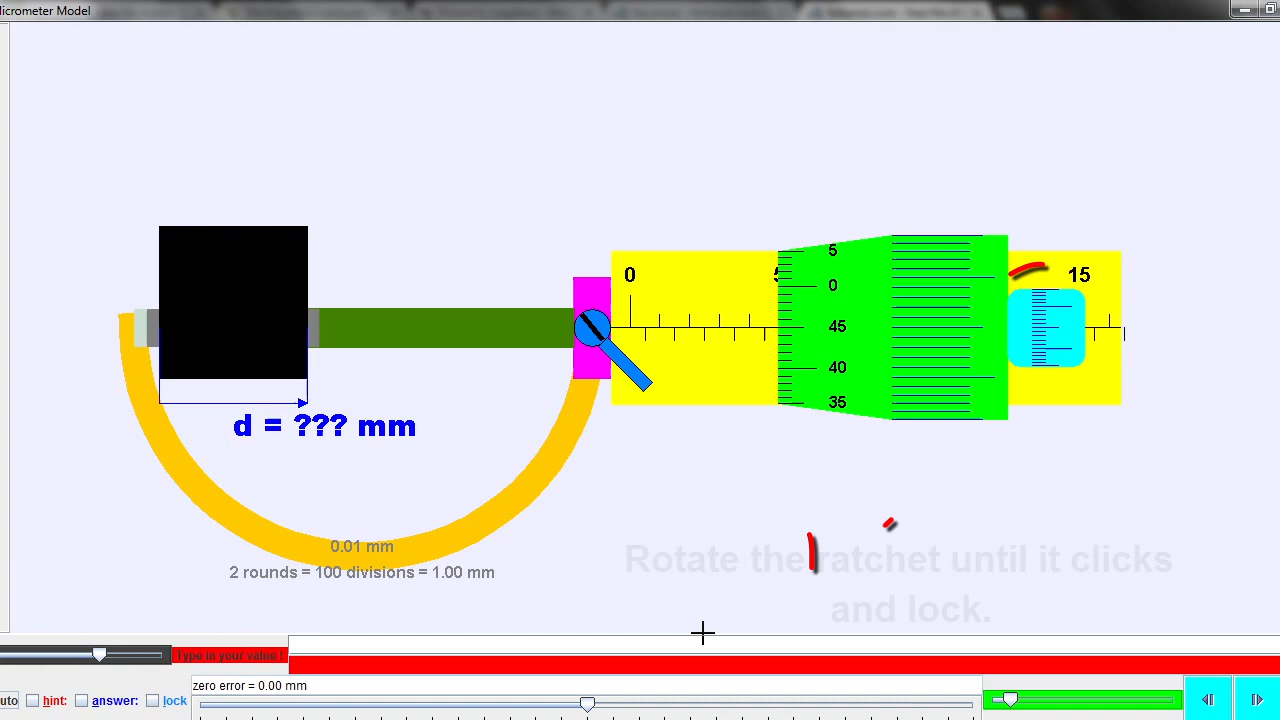 Micrometer Model
0 5 15
5
0
45
40
35
d = ??? mm
0.01 mm
2 rounds = 100 divisions = 1.00 mm
Rotate the ratchet until it clicks
and lock.
Type in your value !
zero error = 0.00 mm
uto hint: answer: lock